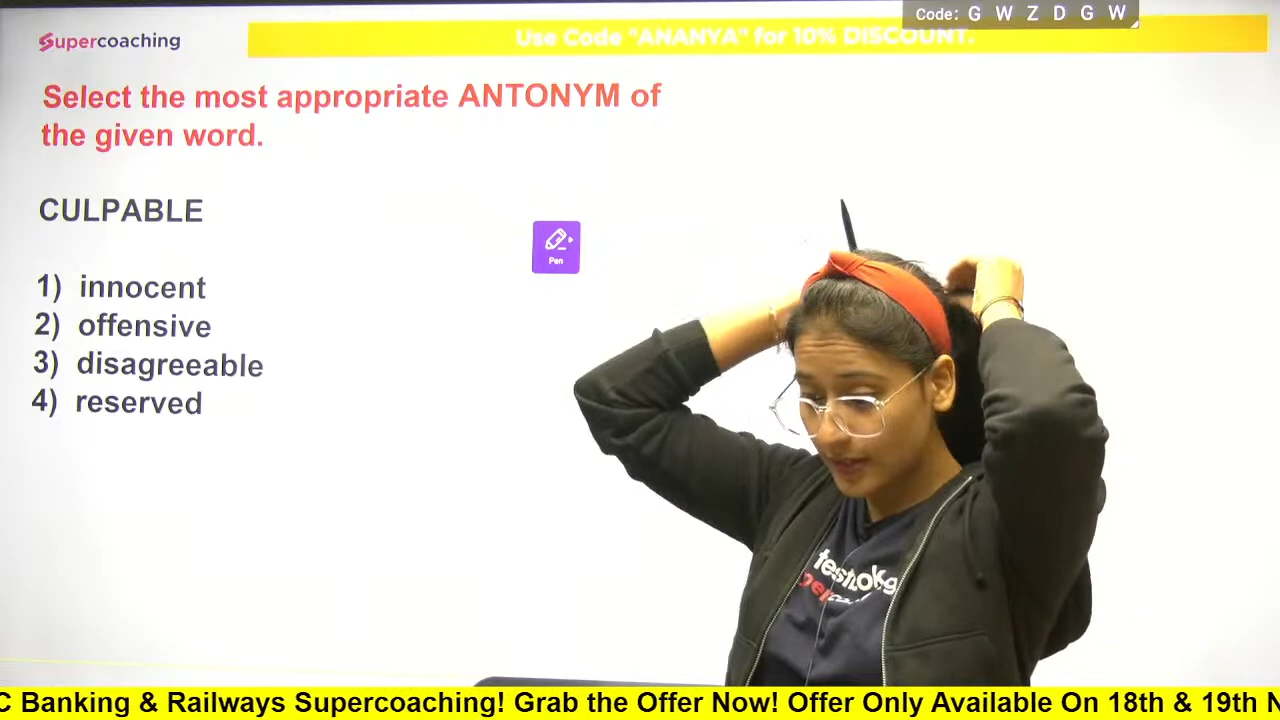 Code: G W Z D G W
Supercoaching
Use Code "ANANYA" for 10% DISCOUNT.
Select the most appropriate ANTONYM of
the given word.
CULPABLE
1) innocent
2) offensive
3) disagreeable
4) reserved
Pen
C Banking & Railways Supercoaching! Grab the Offer Now! Offer Only Available On 18th & 19th N